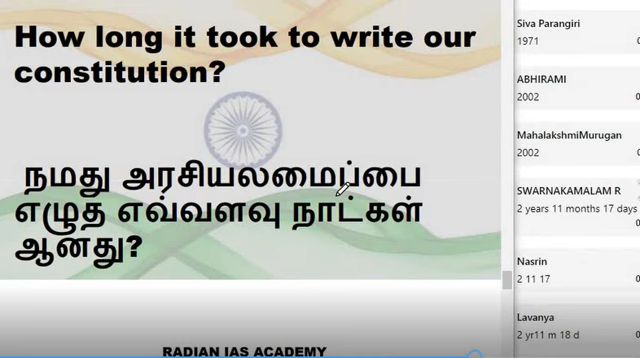 How long it took to write our
constitution?
நமது அரசியலமைப்பை
எழுத எவ்வளவு நாட்கள்
ஆனது?
RADIAN IAS ACADEMY
Siva Parangiri
1971
ABHIRAMI
2002
MahalakshmiMurugan
2002
SWARNAKAMALAM R
2 years 11 months 17 days
Nasrin
2 11 17
Lavanya
2 yr11 m 18 d